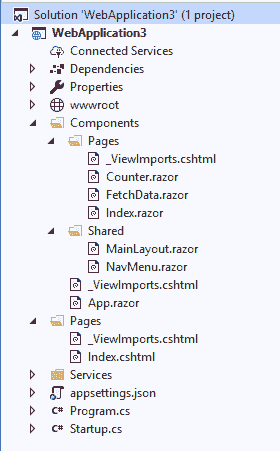 Solution 'WebApplication3' (1 project)
WebApplication3
Connected Services
Dependencies
Properties
wwwroot
Components
Pages
_ViewImports.cshtml
Counter.razor
FetchData.razor
Index.razor
Shared
MainLayout.razor
NavMenu.razor
_ViewImports.cshtml
App.razor
Pages
_ViewImports.cshtml
Index.cshtml
Services
appsettings.json
C# Program.cs
C# Startup.cs